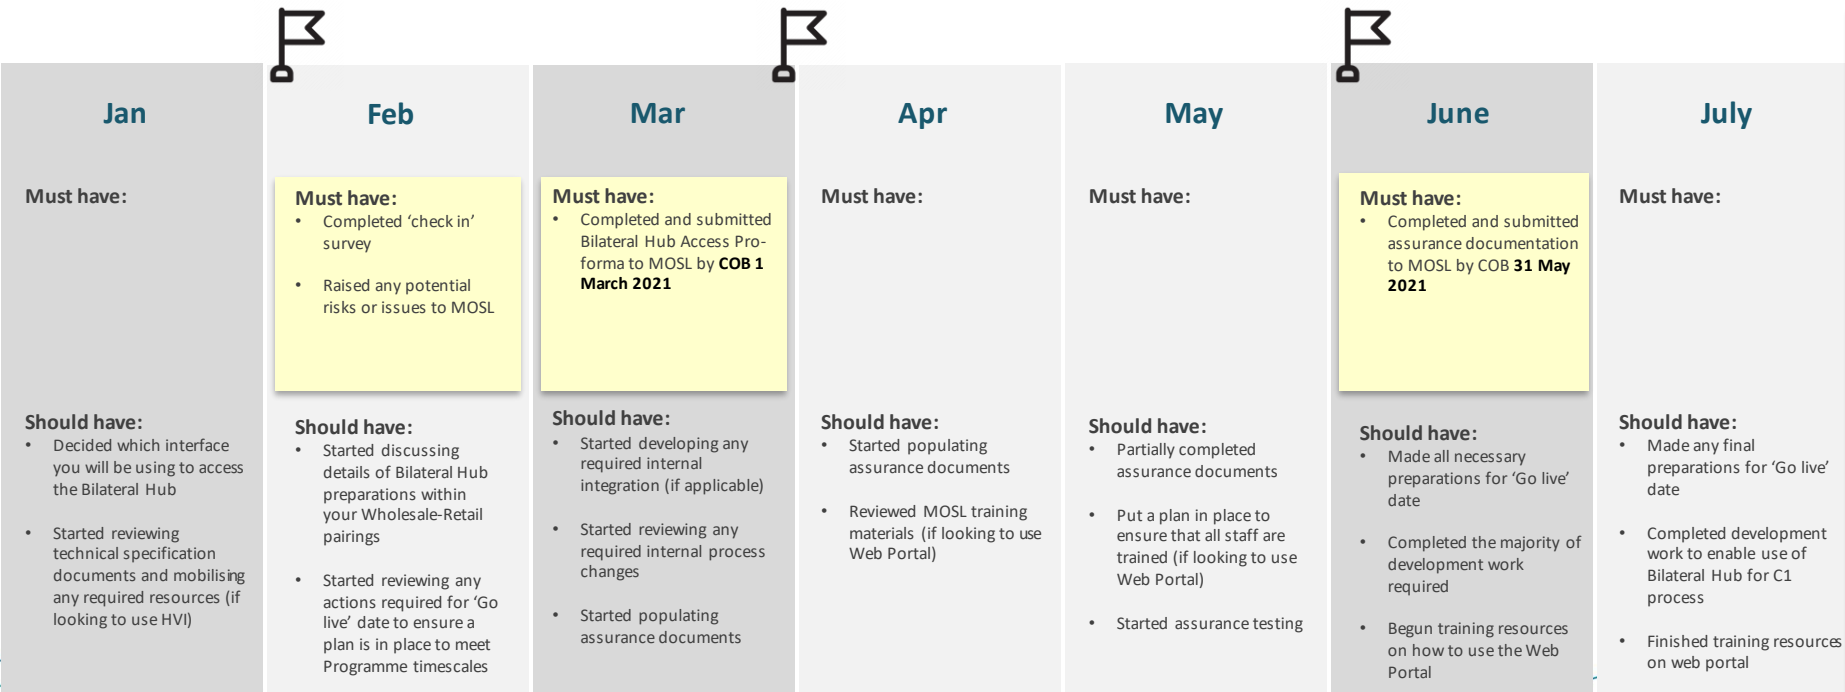 Jan
Must have:
Should have:
• Decided which interface
you will be using to access
the Bilateral Hub
• Started reviewing
technical specification
documents and mobilising
any required resources (if
looking to use HVI)
Feb
Must have:
• Completed ‘check in’
survey
• Raised any potential
risks or issues to MOSL
Should have:
• Started discussing
details of Bilateral Hub
preparations within
your Wholesale-Retail
pairings
• Started reviewing any
actions required for ‘Go
live’ date to ensure a
plan is in place to meet
Programme timescales
Mar
Must have:
• Completed and submitted
Bilateral Hub Access Pro-
forma to MOSL by COB 1
March 2021
Should have:
• Started developing any
required internal
integration (if applicable)
• Started reviewing any
required internal process
changes
• Started populating
assurance documents
Apr
Must have:
Should have:
• Started populating
assurance documents
• Reviewed MOSL training
materials (if looking to use
Web Portal)
May
Must have:
Should have:
• Partially completed
assurance documents
• Put a plan in place to
ensure that all staff are
trained (if looking to use
Web Portal)
• Started assurance testing
June
Must have:
• Completed and submitted
assurance documentation
to MOSL by COB 31 May
2021
Should have:
• Made all necessary
preparations for ‘Go live’
date
• Completed the majority of
development work
required
• Begun training resources
on how to use the Web
Portal
July
Must have:
Should have:
• Made any final
preparations for ‘Go live’
date
• Completed development
work to enable use of
Bilateral Hub for C1
process
• Finished training resources
on web portal